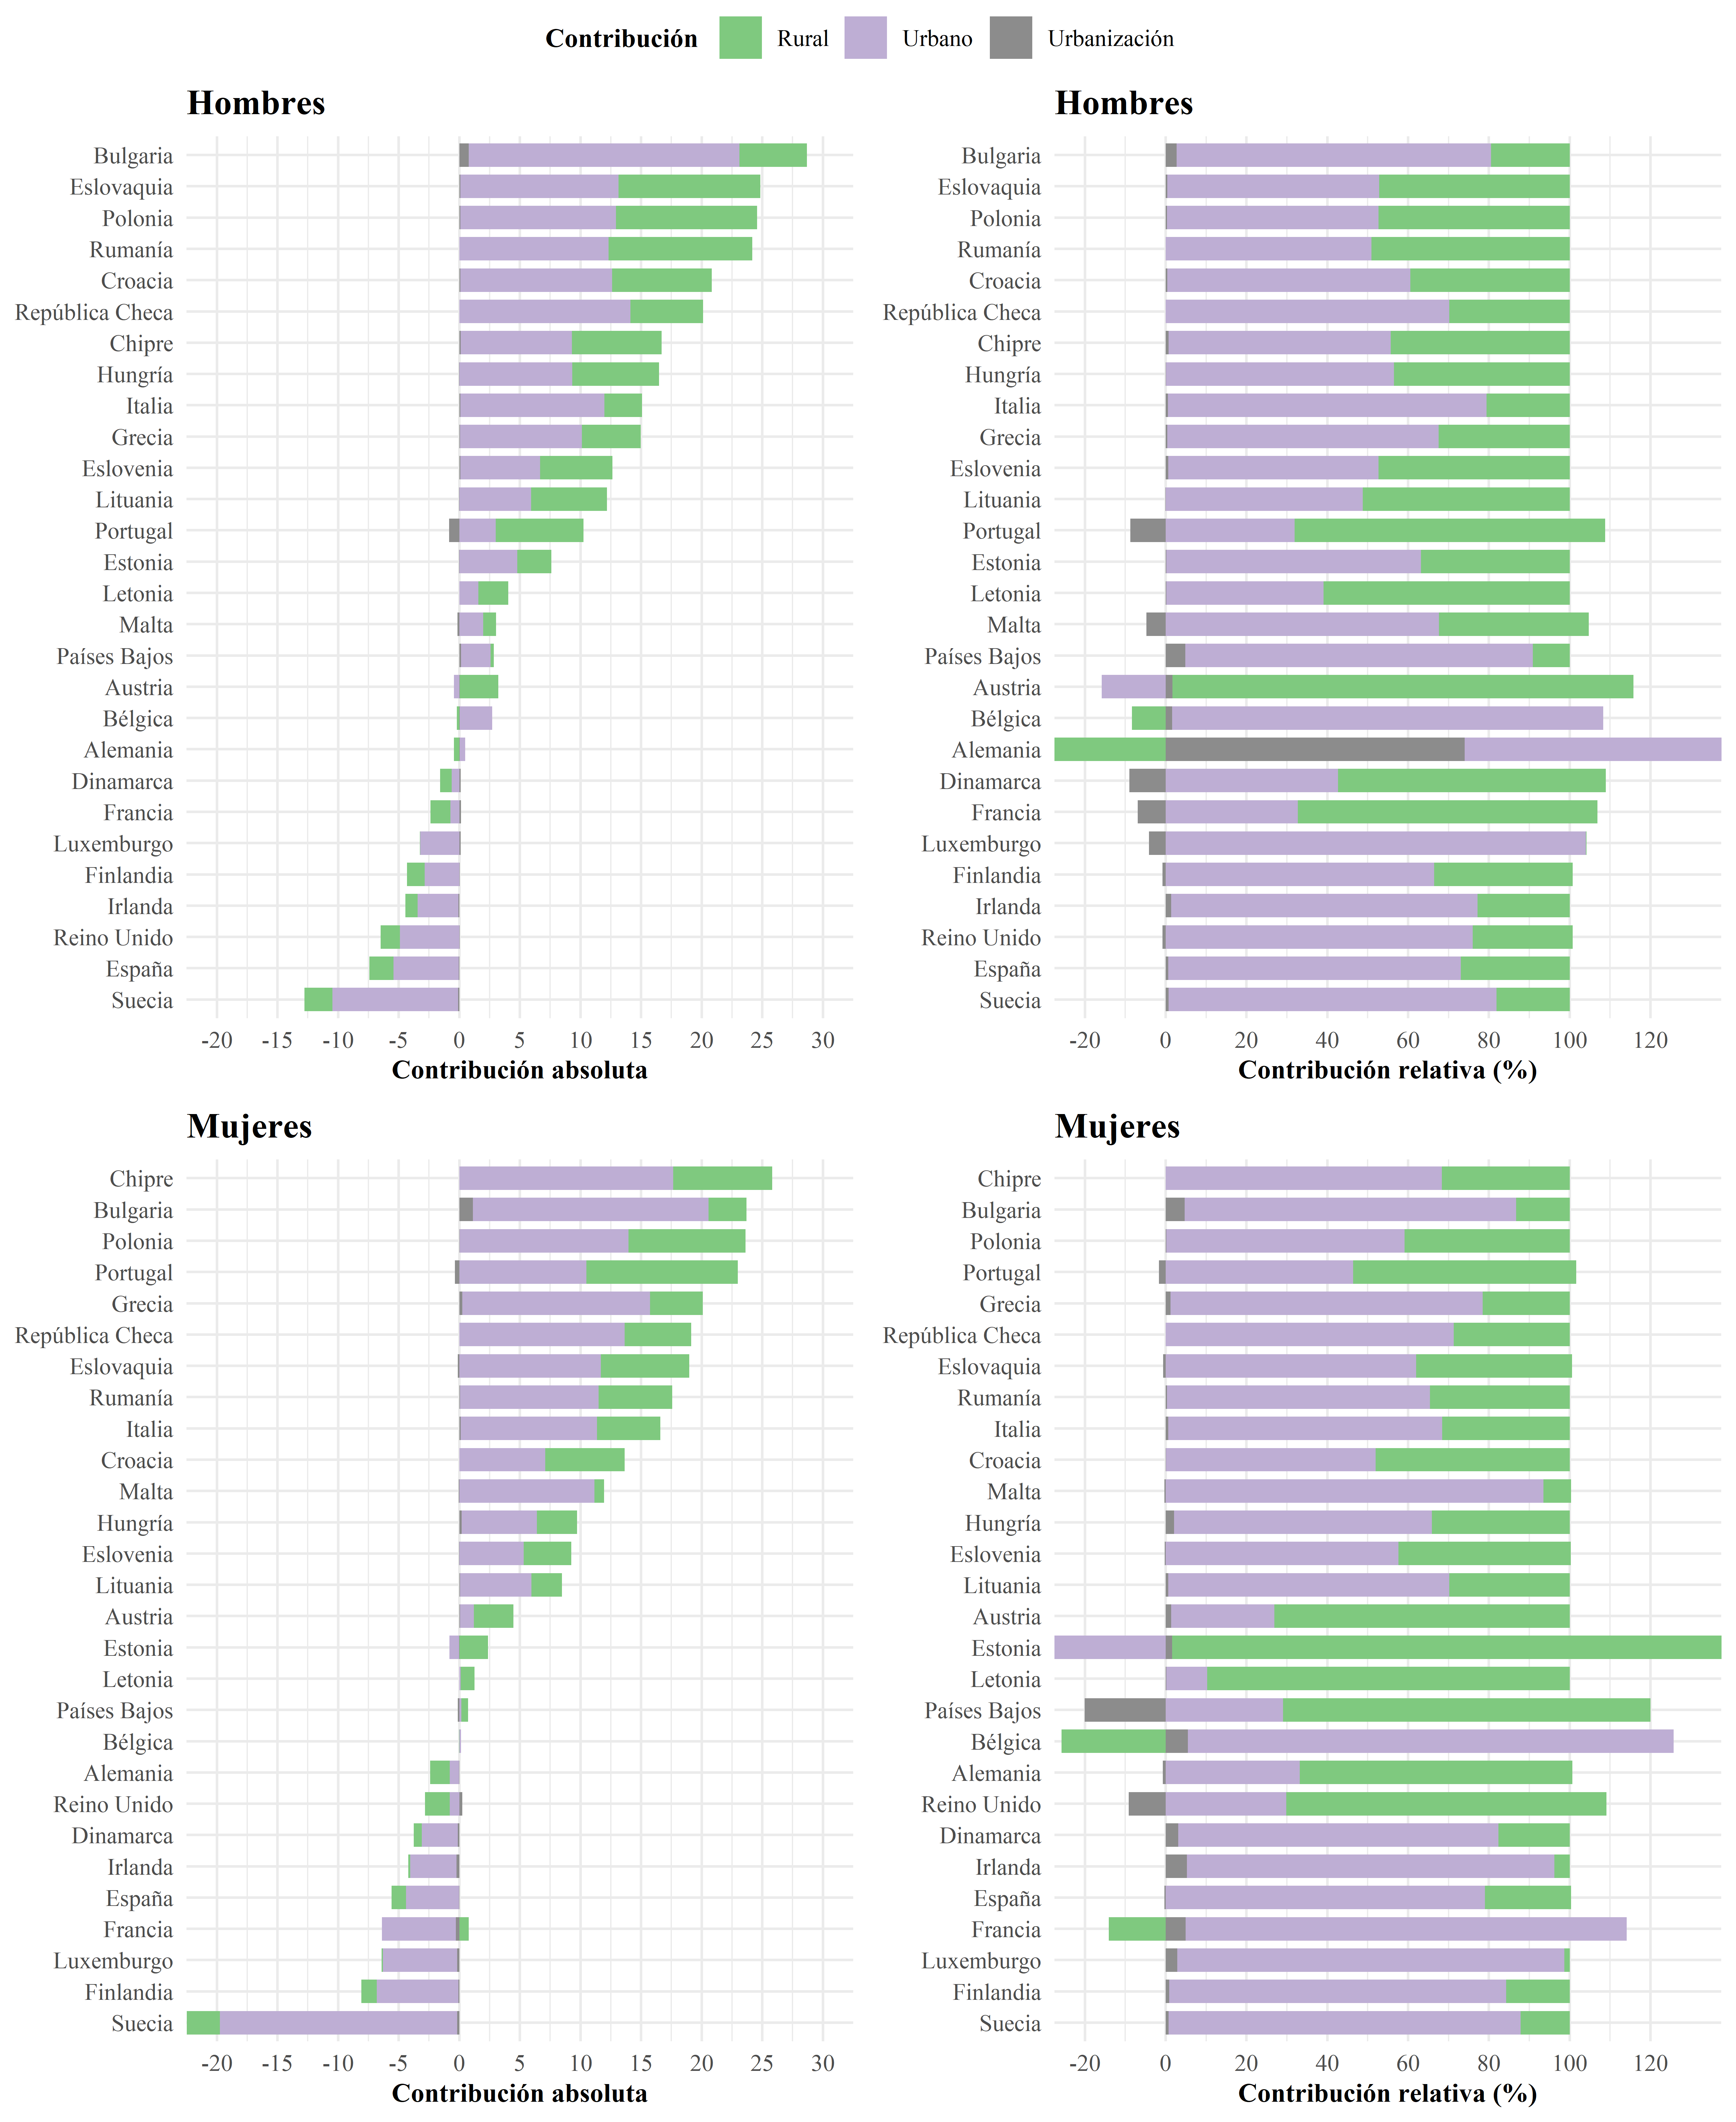 Contribución Rural Urbano Urbanización
Hombres
Bulgaria
Eslovaquia
Polonia
Rumanía
Croacia
República Checa
Chipre
Hungría
Italia
Grecia
Eslovenia
Lituania
Portugal
Estonia
Letonia
Malta
Países Bajos
Austria
Bélgica
Alemania
Dinamarca
Francia
Luxemburgo
Finlandia
Irlanda
Reino Unido
España
Suecia
-20 -15 -10 -5 0 5 10 15 20 25 30
Contribución absoluta
Hombres
Bulgaria
Eslovaquia
Polonia
Rumanía
Croacia
República Checa
Chipre
Hungría
Italia
Grecia
Eslovenia
Lituania
Portugal
Estonia
Letonia
Malta
Países Bajos
Austria
Bélgica
Alemania
Dinamarca
Francia
Luxemburgo
Finlandia
Irlanda
Reino Unido
España
Suecia
-20 0 20 40 60 80 100 120
Contribución relativa (%)
Mujeres
Chipre
Bulgaria
Polonia
Portugal
Grecia
República Checa
Eslovaquia
Rumanía
Italia
Croacia
Malta
Hungría
Eslovenia
Lituania
Austria
Estonia
Letonia
Países Bajos
Bélgica
Alemania
Reino Unido
Dinamarca
Irlanda
España
Francia
Luxemburgo
Finlandia
Suecia
-20 -15 -10 -5 0 5 10 15 20 25 30
Contribución absoluta
Mujeres
Chipre
Bulgaria
Polonia
Portugal
Grecia
República Checa
Eslovaquia
Rumanía
Italia
Croacia
Malta
Hungría
Eslovenia
Lituania
Austria
Estonia
Letonia
Países Bajos
Bélgica
Alemania
Reino Unido
Dinamarca
Irlanda
España
Francia
Luxemburgo
Finlandia
Suecia
-20 0 20 40 60 80 100 120
Contribución relativa (%)